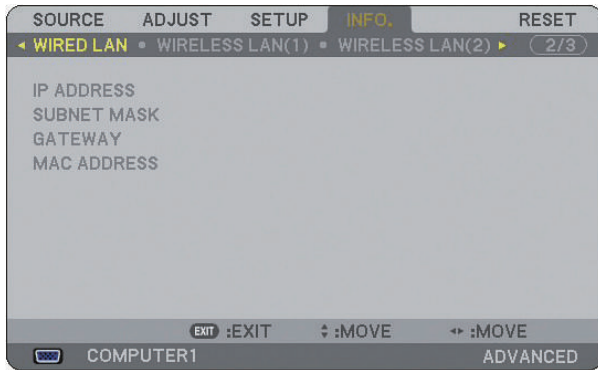 SOURCE ADJUST SETUP INFO. RESET
WIRED LAN • WIRELESS LAN(1) • WIRELESS LAN(2) 2/3
IP ADDRESS
SUBNET MASK
GATEWAY
MAC ADDRESS
EXIT :EXIT :MOVE :MOVE
COMPUTER1 ADVANCED